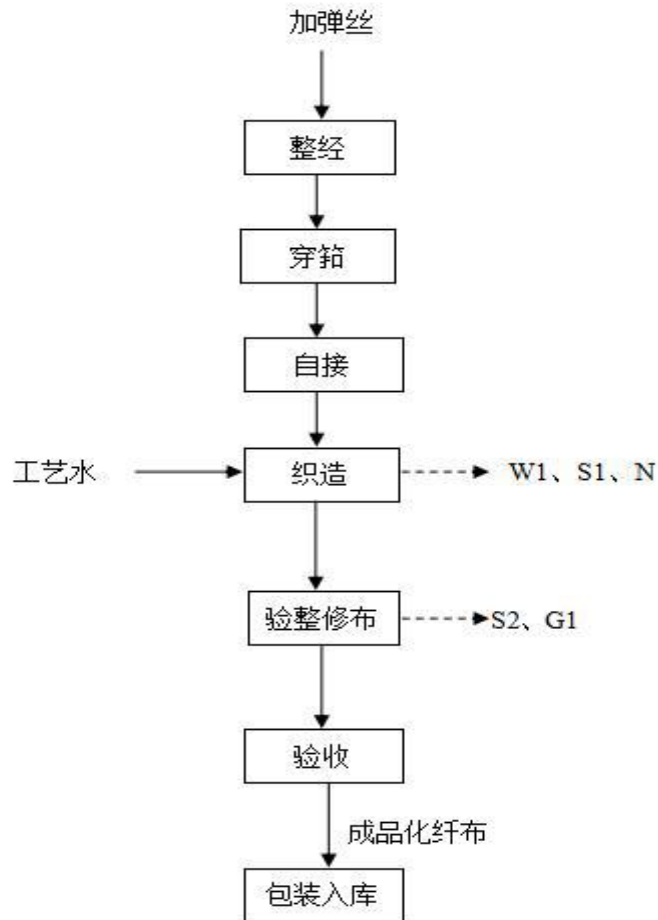 加弹丝
整经
穿筘
自接
工艺水
织造
W1、S1、N
验整修布
S2、G1
验收
成品化纤布
包装入库